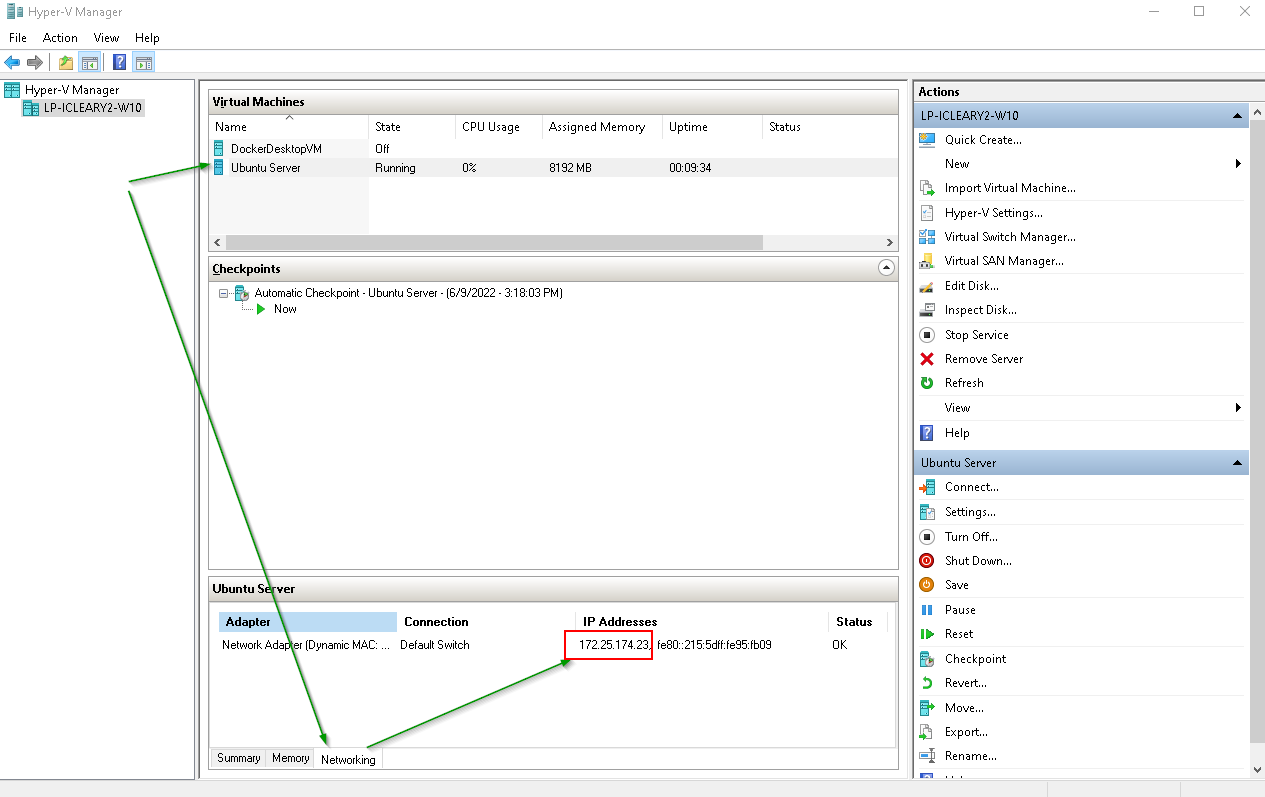 Hyper-V Manager
File Action View Help
Hyper-V Manager
LP-ICLEARY2-W10
Virtual Machines
Name State CPU Usage Assigned Memory Uptime Status
DockerDesktopVM Off
Ubuntu Server Running 0% 8192 MB 00:09:34
Checkpoints
Automatic Checkpoint - Ubuntu Server - (6/9/2022 - 3:18:03 PM)
Now
Ubuntu Server
Adapter Connection IP Addresses Status
Network Adapter (Dynamic MAC: ... Default Switch 172.25.174.23, fe80::215:5dff:fe95:fb09 OK
Summary Memory Networking
Actions
LP-ICLEARY2-W10
Quick Create...
New
Import Virtual Machine...
Hyper-V Settings...
Virtual Switch Manager...
Virtual SAN Manager...
Edit Disk...
Inspect Disk...
Stop Service
Remove Server
Refresh
View
Help
Ubuntu Server
Connect...
Settings...
Turn Off...
Shut Down...
Save
Pause
Reset
Checkpoint
Revert...
Move...
Export...
Rename...